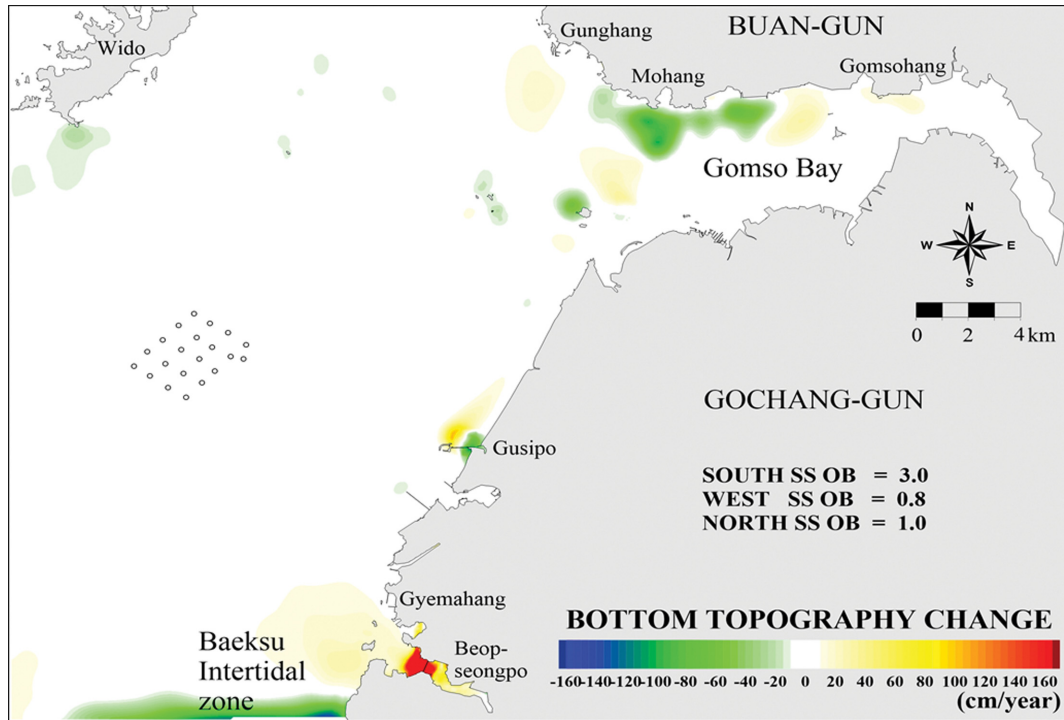 Wido
Gunghang
BUAN-GUN
Mohang
Gomsohang
Gomso Bay
N
W E
S
0 2 4 km
GOCHANG-GUN
Gusipo
SOUTH SS OB = 3.0
WEST SS OB = 0.8
NORTH SS OB = 1.0
Gyemahang
Baeksu
Intertidal
zone
Beop-
seongpo
BOTTOM TOPOGRAPHY CHANGE
-160 -140 -120 -100 -80 -60 -40 -20 0 20 40 60 80 100 120 140 160
(cm/year)